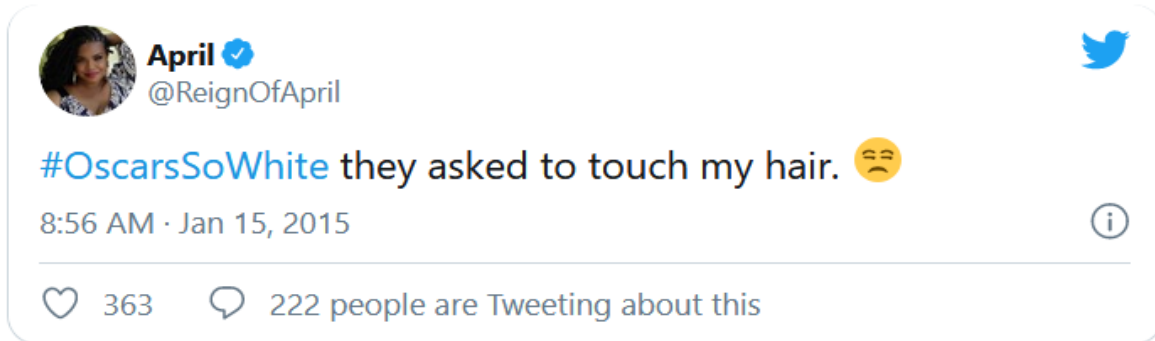 April
@ReignOfApril
#OscarsSoWhite they asked to touch my hair. 😒
8:56 AM · Jan 15, 2015
363
222 people are Tweeting about this